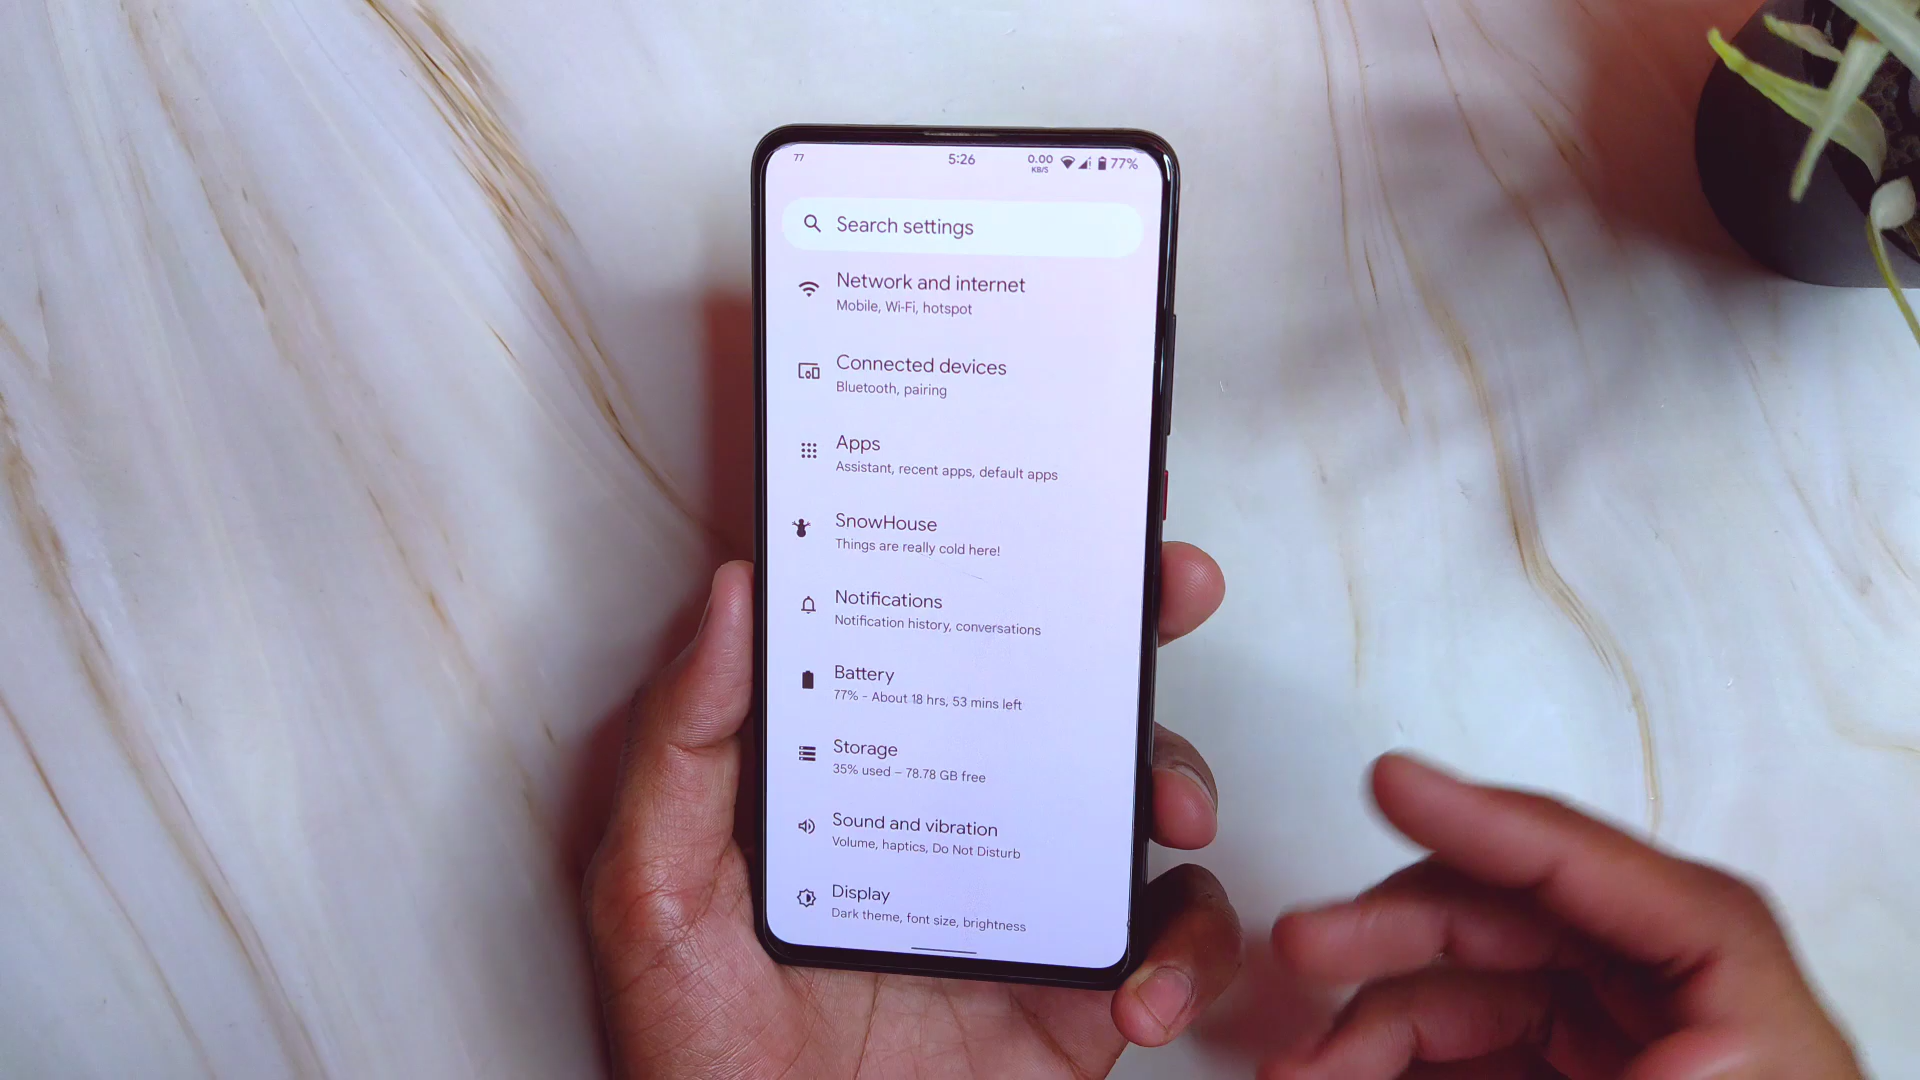 77
5:26
0.00
KB/S
77%
Search settings
Network and internet
Mobile, Wi-Fi, hotspot
Connected devices
Bluetooth, pairing
Apps
Assistant, recent apps, default apps
SnowHouse
Things are really cold here!
Notifications
Notification history, conversations
Battery
77% - About 18 hrs, 53 mins left
Storage
35% used – 78.78 GB free
Sound and vibration
Volume, haptics, Do Not Disturb
Display
Dark theme, font size, brightness